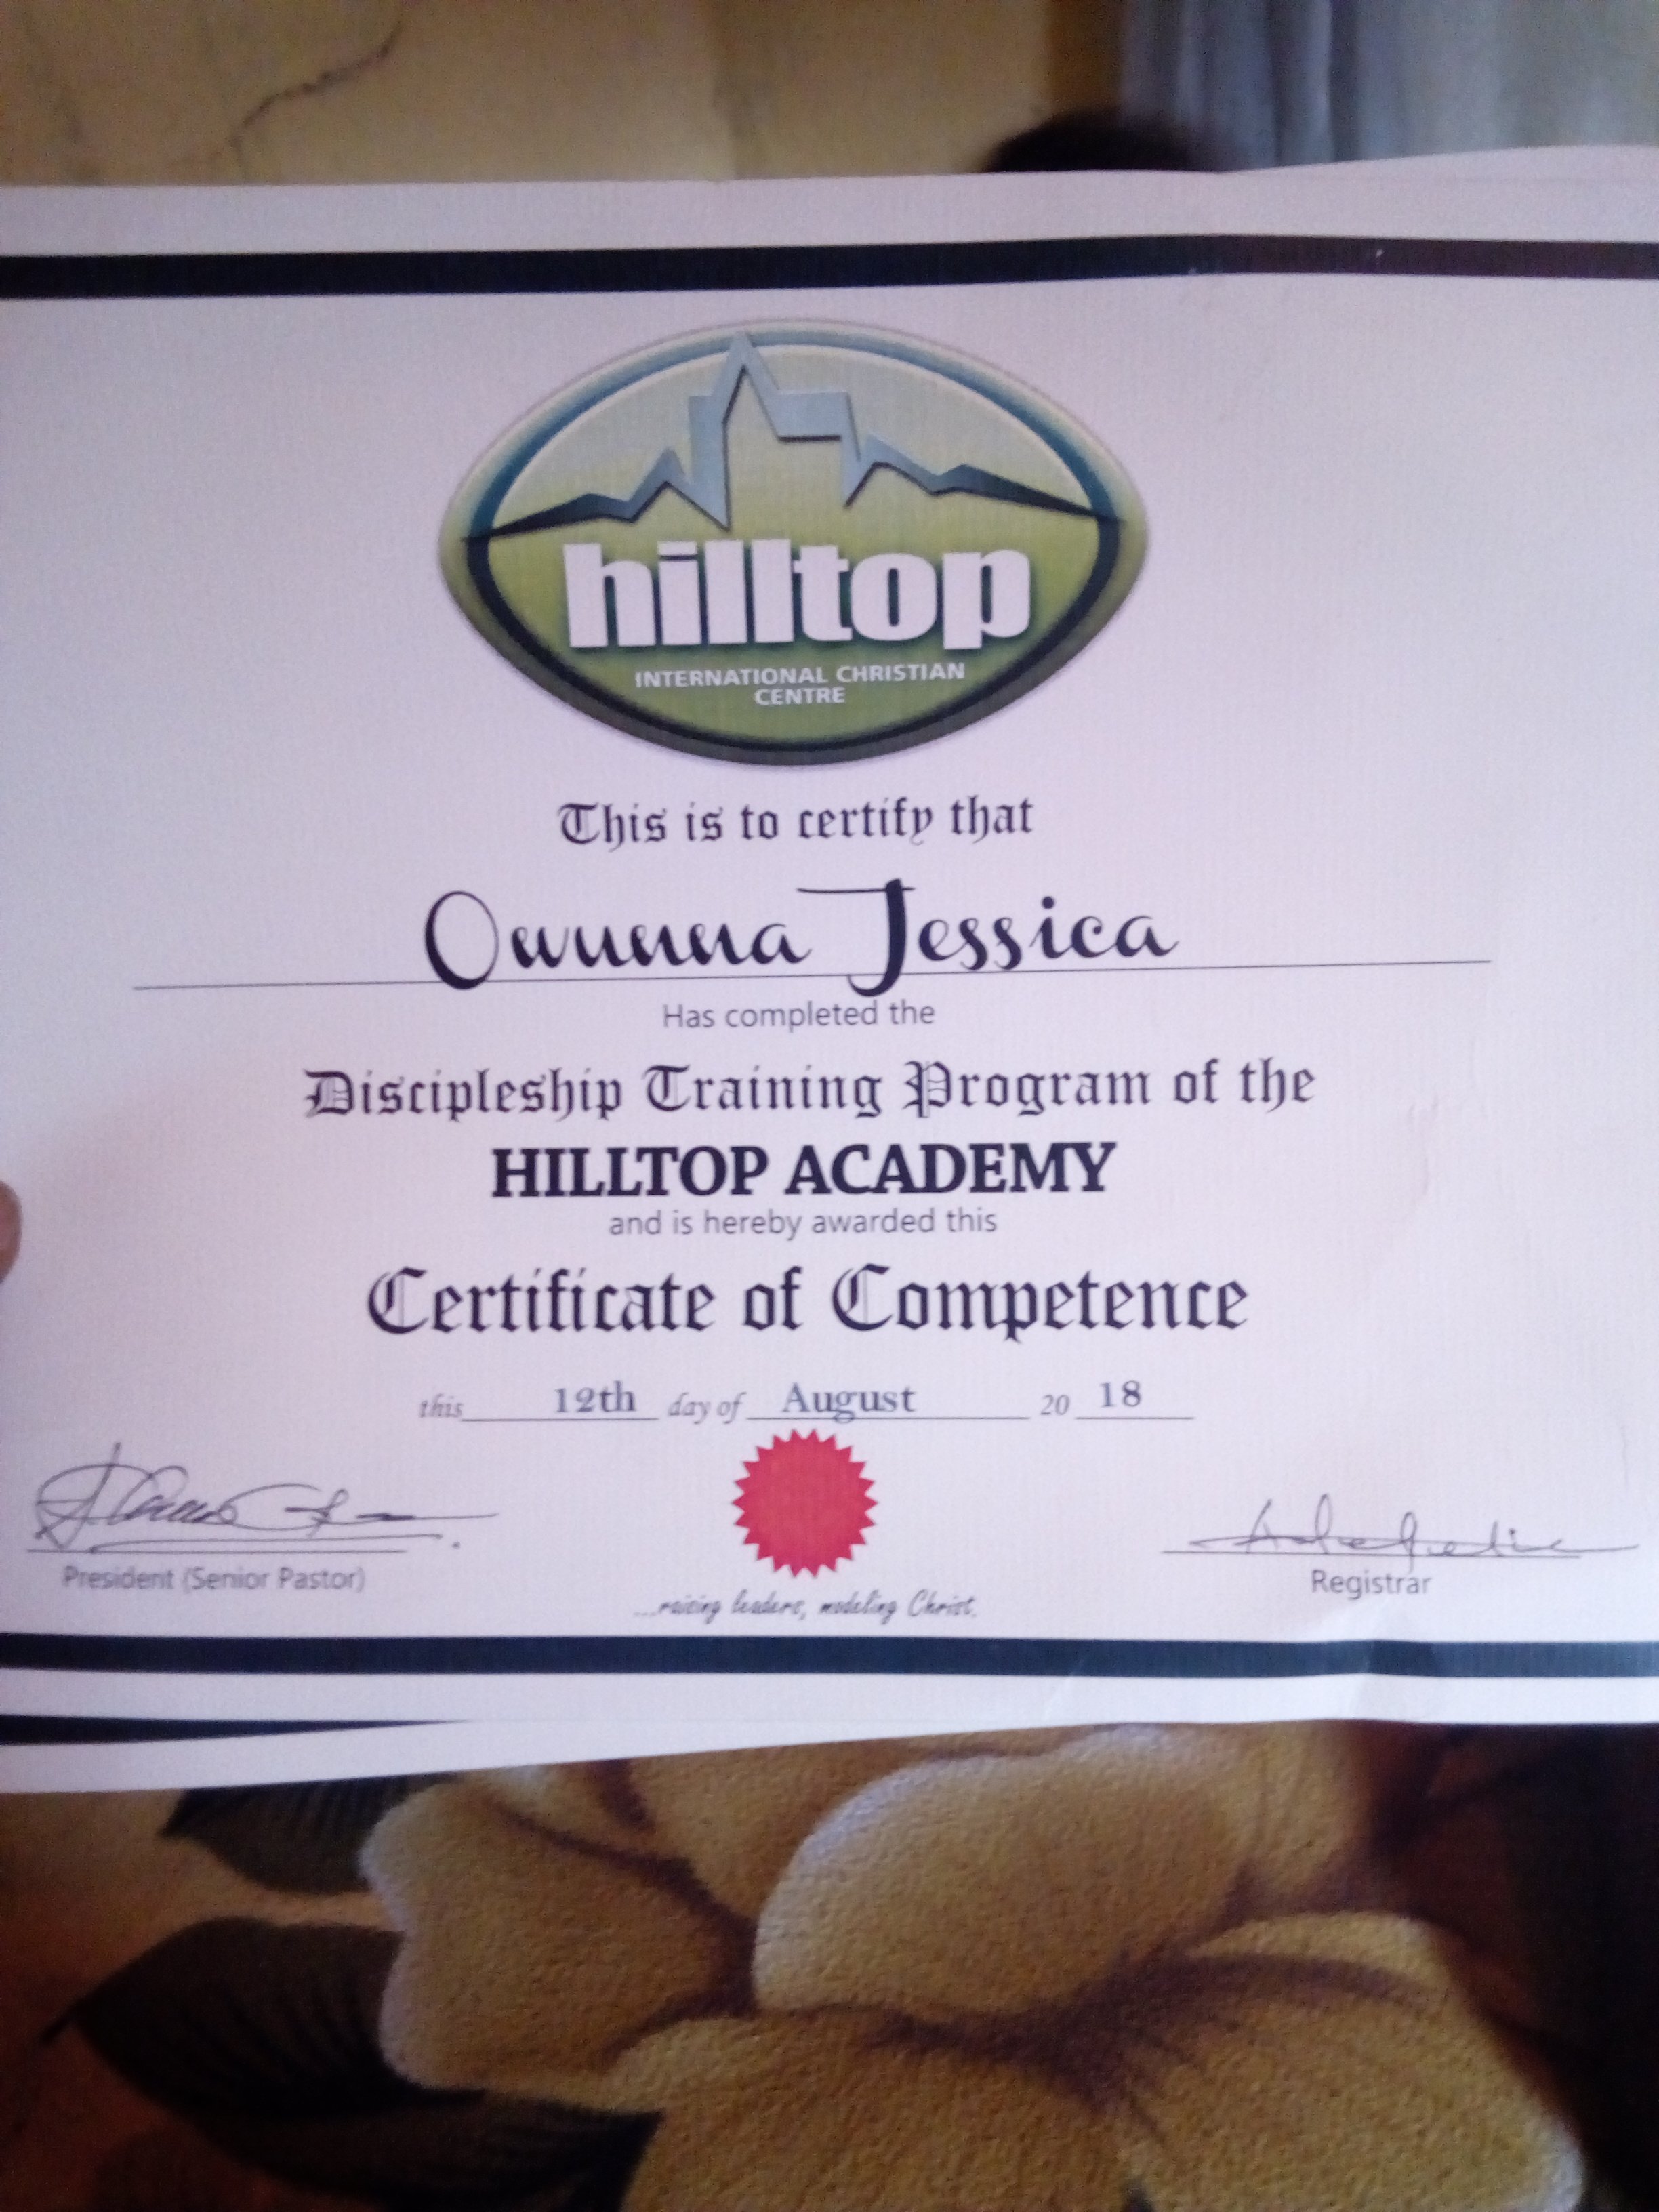 hilltop
INTERNATIONAL CHRISTIAN
CENTRE
This is to certify that
Owunna Jessica
Has completed the
Discipleship Training Program of the
HILLTOP ACADEMY
and is hereby awarded this
Certificate of Competence
this 12th day of August 20 18
President (Senior Pastor)
Registrar
...raising leaders, modeling Christ.